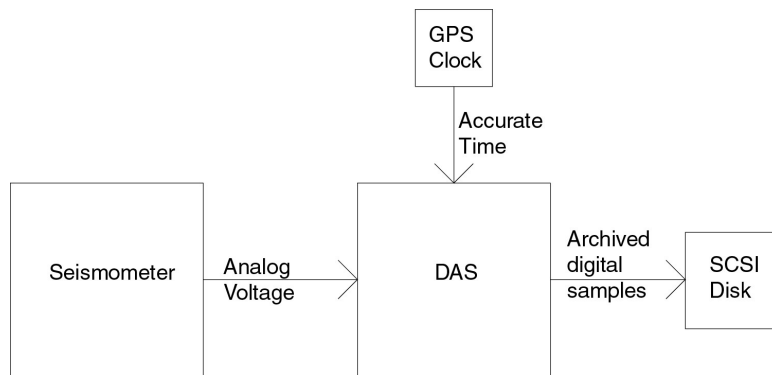 GPS
Clock
Accurate
Time
Seismometer
Analog
Voltage
DAS
Archived
digital
samples
SCSI
Disk